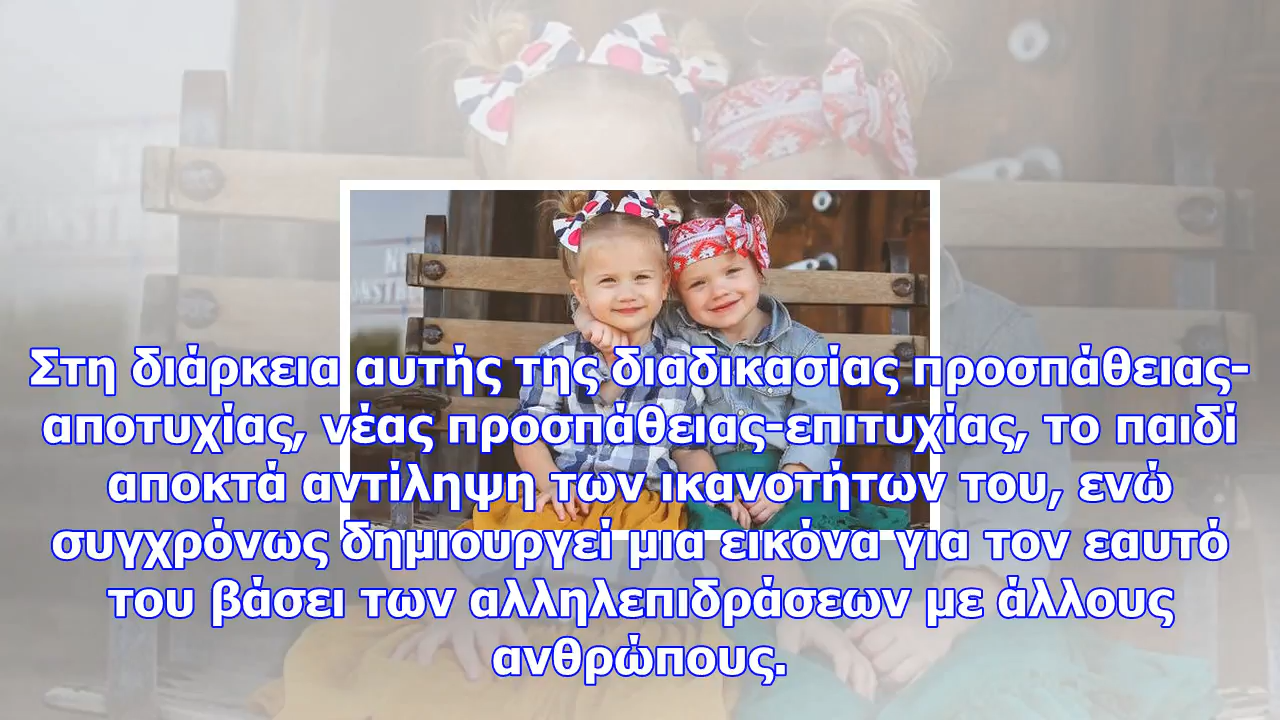 Στη διάρκεια αυτής της διαδικασίας προσπάθειας-
αποτυχίας, νέας προσπάθειας-επιτυχίας, το παιδί
αποκτά αντίληψη των ικανοτήτων του, ενώ
συγχρόνως δημιουργεί μια εικόνα για τον εαυτό
του βάσει των αλληλεπιδράσεων με άλλους
ανθρώπους.